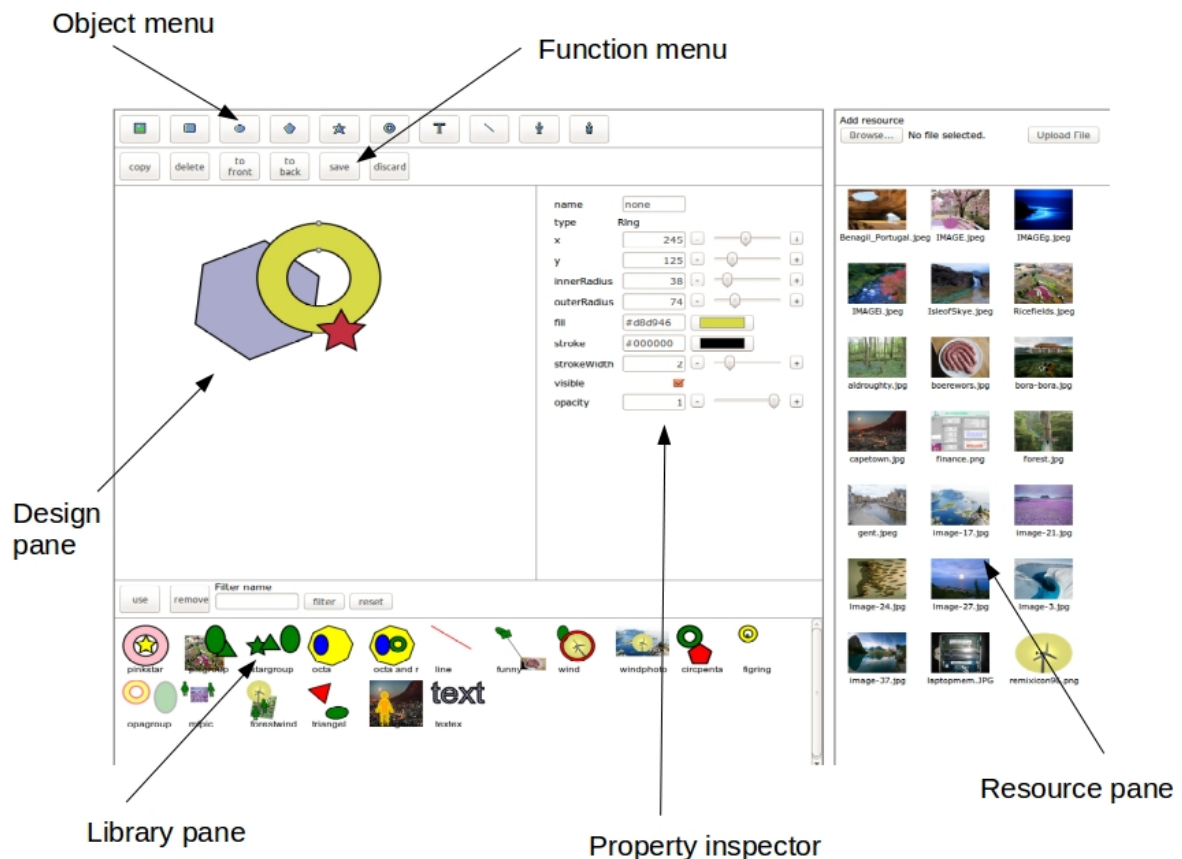 Object menu
Function menu
Add resource
Browse... No file selected. Upload File
copy delete to front to back save discard
name none
type Ring
x 245 - +
y 125 - +
innerRadius 38 - +
outerRadius 74 - +
fill #d8d946
stroke #000000
strokeWidth 2 - +
visible
opacity 1 - +
Benagil_Portugal.jpeg IMAGE.jpeg IMAGEg.jpeg
IMAGEi.jpeg IsleofSkye.jpeg Ricefields.jpeg
aldroughty.jpg boerewors.jpg bora-bora.jpg
capetown.jpg finance.png forest.jpg
gent.jpeg image-17.jpg image-21.jpg
image-24.jpg image-27.jpg image-3.jpg
image-37.jpg laptopmem.JPG remixicon96.png
Design
pane
use remove Filter name filter reset
pinkstar stargroup octa octa and r line funny wind windphoto circpenta figring
opagroup mfpic forestwind triangel textex
text
Resource pane
Library pane
Property inspector